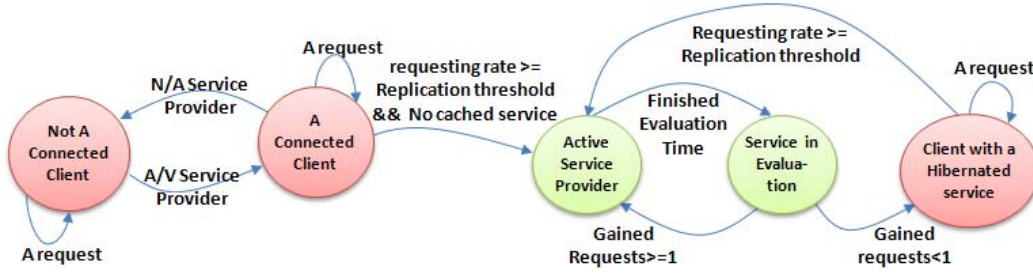 N/A Service
Provider
Not A
Connected
Client
A/V Service
Provider
A request
A request
A
Connected
Client
requesting rate >=
Replication threshold
&& No cached service
Active
Service
Provider
Finished
Evaluation
Time
Service in
Evalua-
tion
Gained
Requests>=1
Requesting rate >=
Replication threshold
A request
Client with a
Hibernated
service
Gained
requests<1